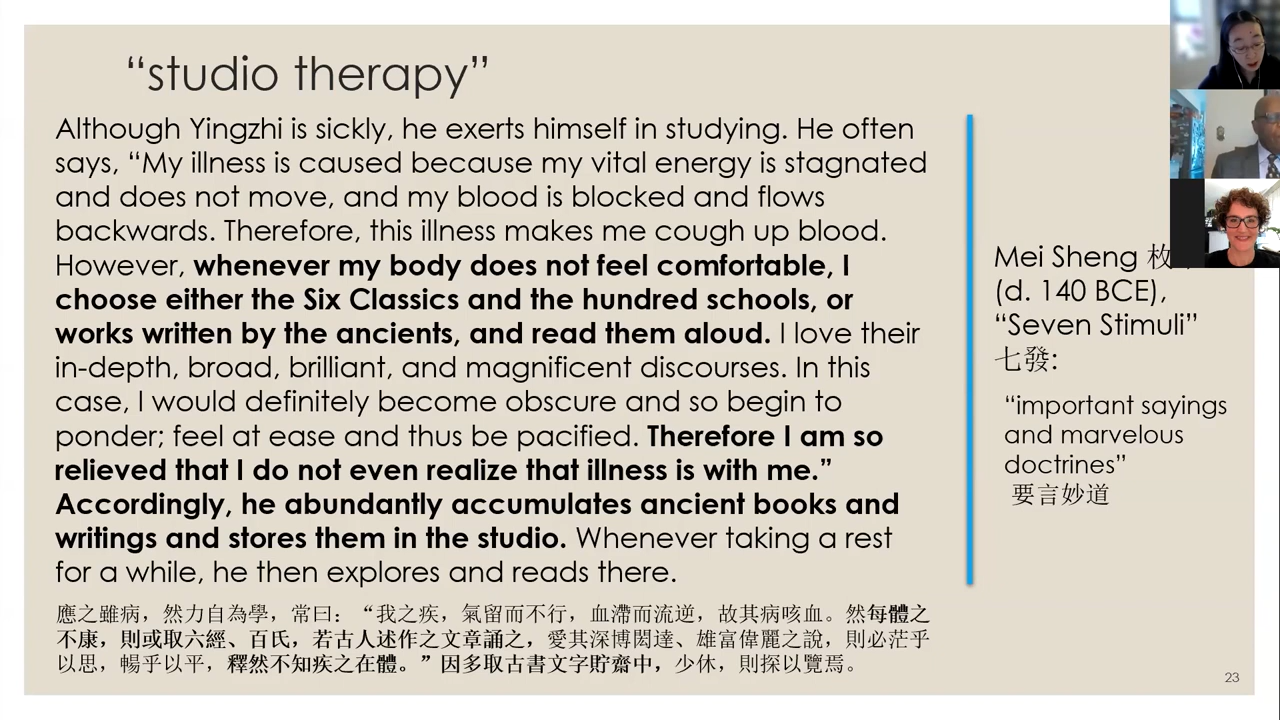 “studio therapy”
Although Yingzhi is sickly, he exerts himself in studying. He often
says, “My illness is caused because my vital energy is stagnated
and does not move, and my blood is blocked and flows
backwards. Therefore, this illness makes me cough up blood.
However, whenever my body does not feel comfortable, I
choose either the Six Classics and the hundred schools, or
works written by the ancients, and read them aloud. I love their
in-depth, broad, brilliant, and magnificent discourses. In this
case, I would definitely become obscure and so begin to
ponder; feel at ease and thus be pacified. Therefore I am so
relieved that I do not even realize that illness is with me.”
Accordingly, he abundantly accumulates ancient books and
writings and stores them in the studio. Whenever taking a rest
for a while, he then explores and reads there.
應之雖病，然力自為學，常曰：“我之疾，氣留而不行，血滯而流逆，故其病咳血。然每體之
不康，則或取六經、百氏，若古人述作之文章誦之，愛其深博閎達、雄富偉麗之說，則必茫乎
以思，暢乎以平，釋然不知疾之在體。”因多取古書文字貯齋中，少休，則探以覽焉。
Mei Sheng 枚
(d. 140 BCE),
“Seven Stimuli”
七發:
“important sayings
and marvelous
doctrines”
要言妙道
23